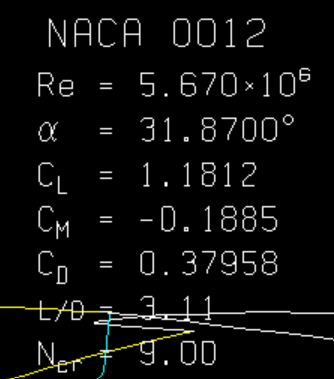 NACA 0012
Re = 5.670×10⁶
α = 31.8700°
C_L = 1.1812
C_M = -0.1885
C_D = 0.37958
L/D = 3.11
N_cr = 9.00